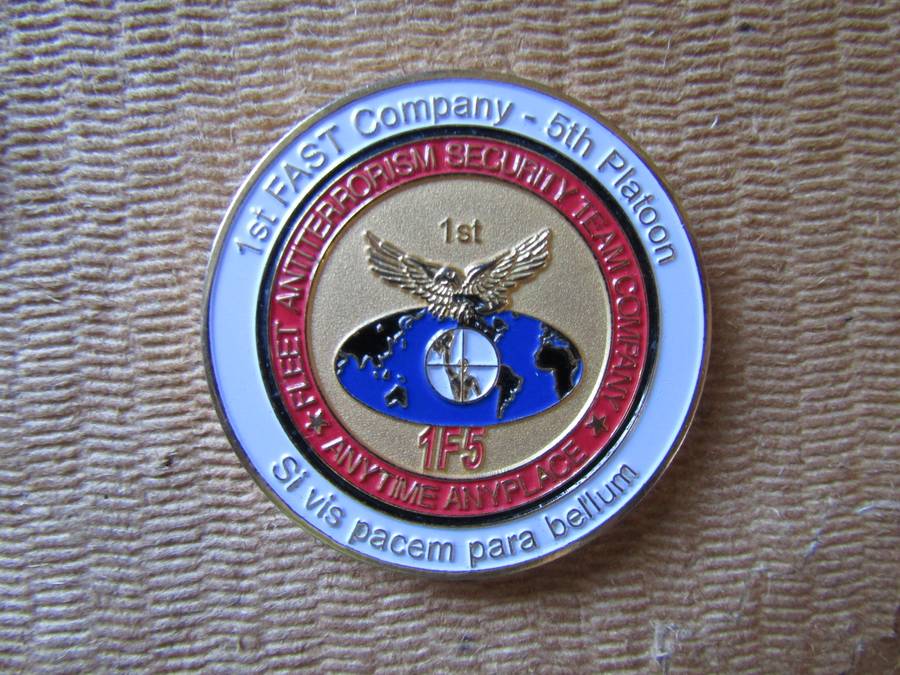 1st FAST Company - 5th Platoon
FLEET ANTITERRORISM SECURITY TEAM COMPANY
1st
1F5
ANYTIME ANYPLACE
Si vis pacem para bellum